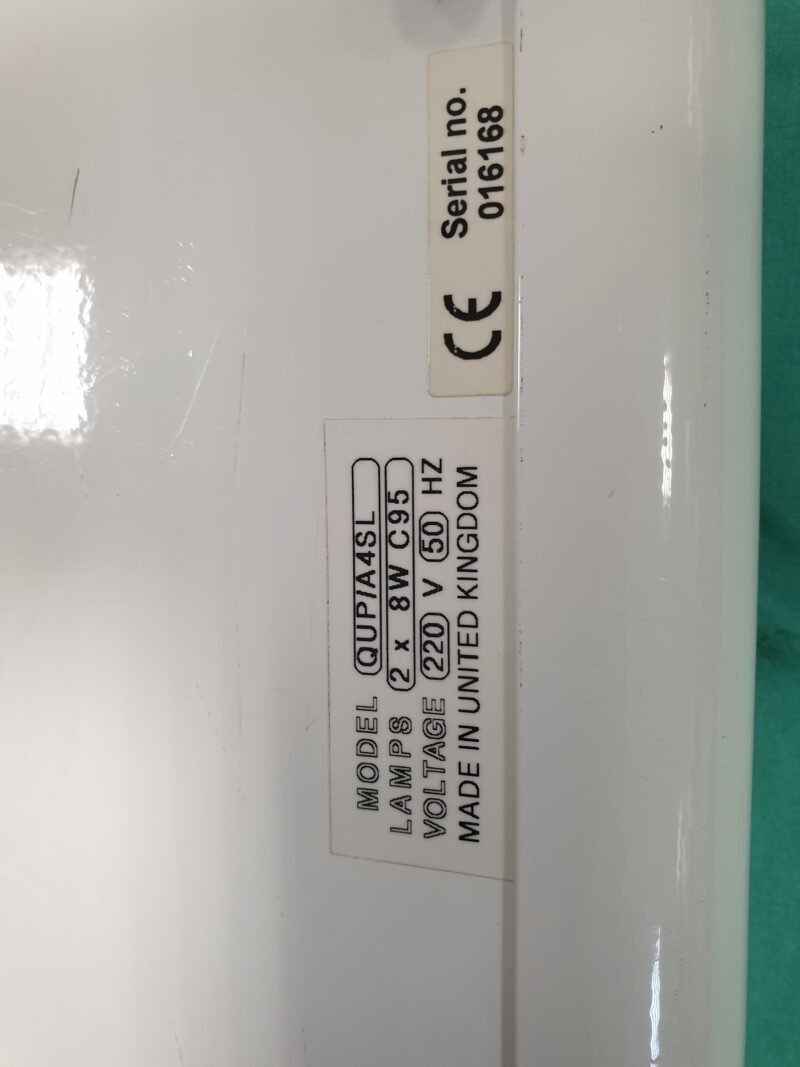 MODEL QUP/A4SL
LAMPS 2 x 8W C95
VOLTAGE 220 V 50 HZ
MADE IN UNITED KINGDOM
CE Serial no.
016168